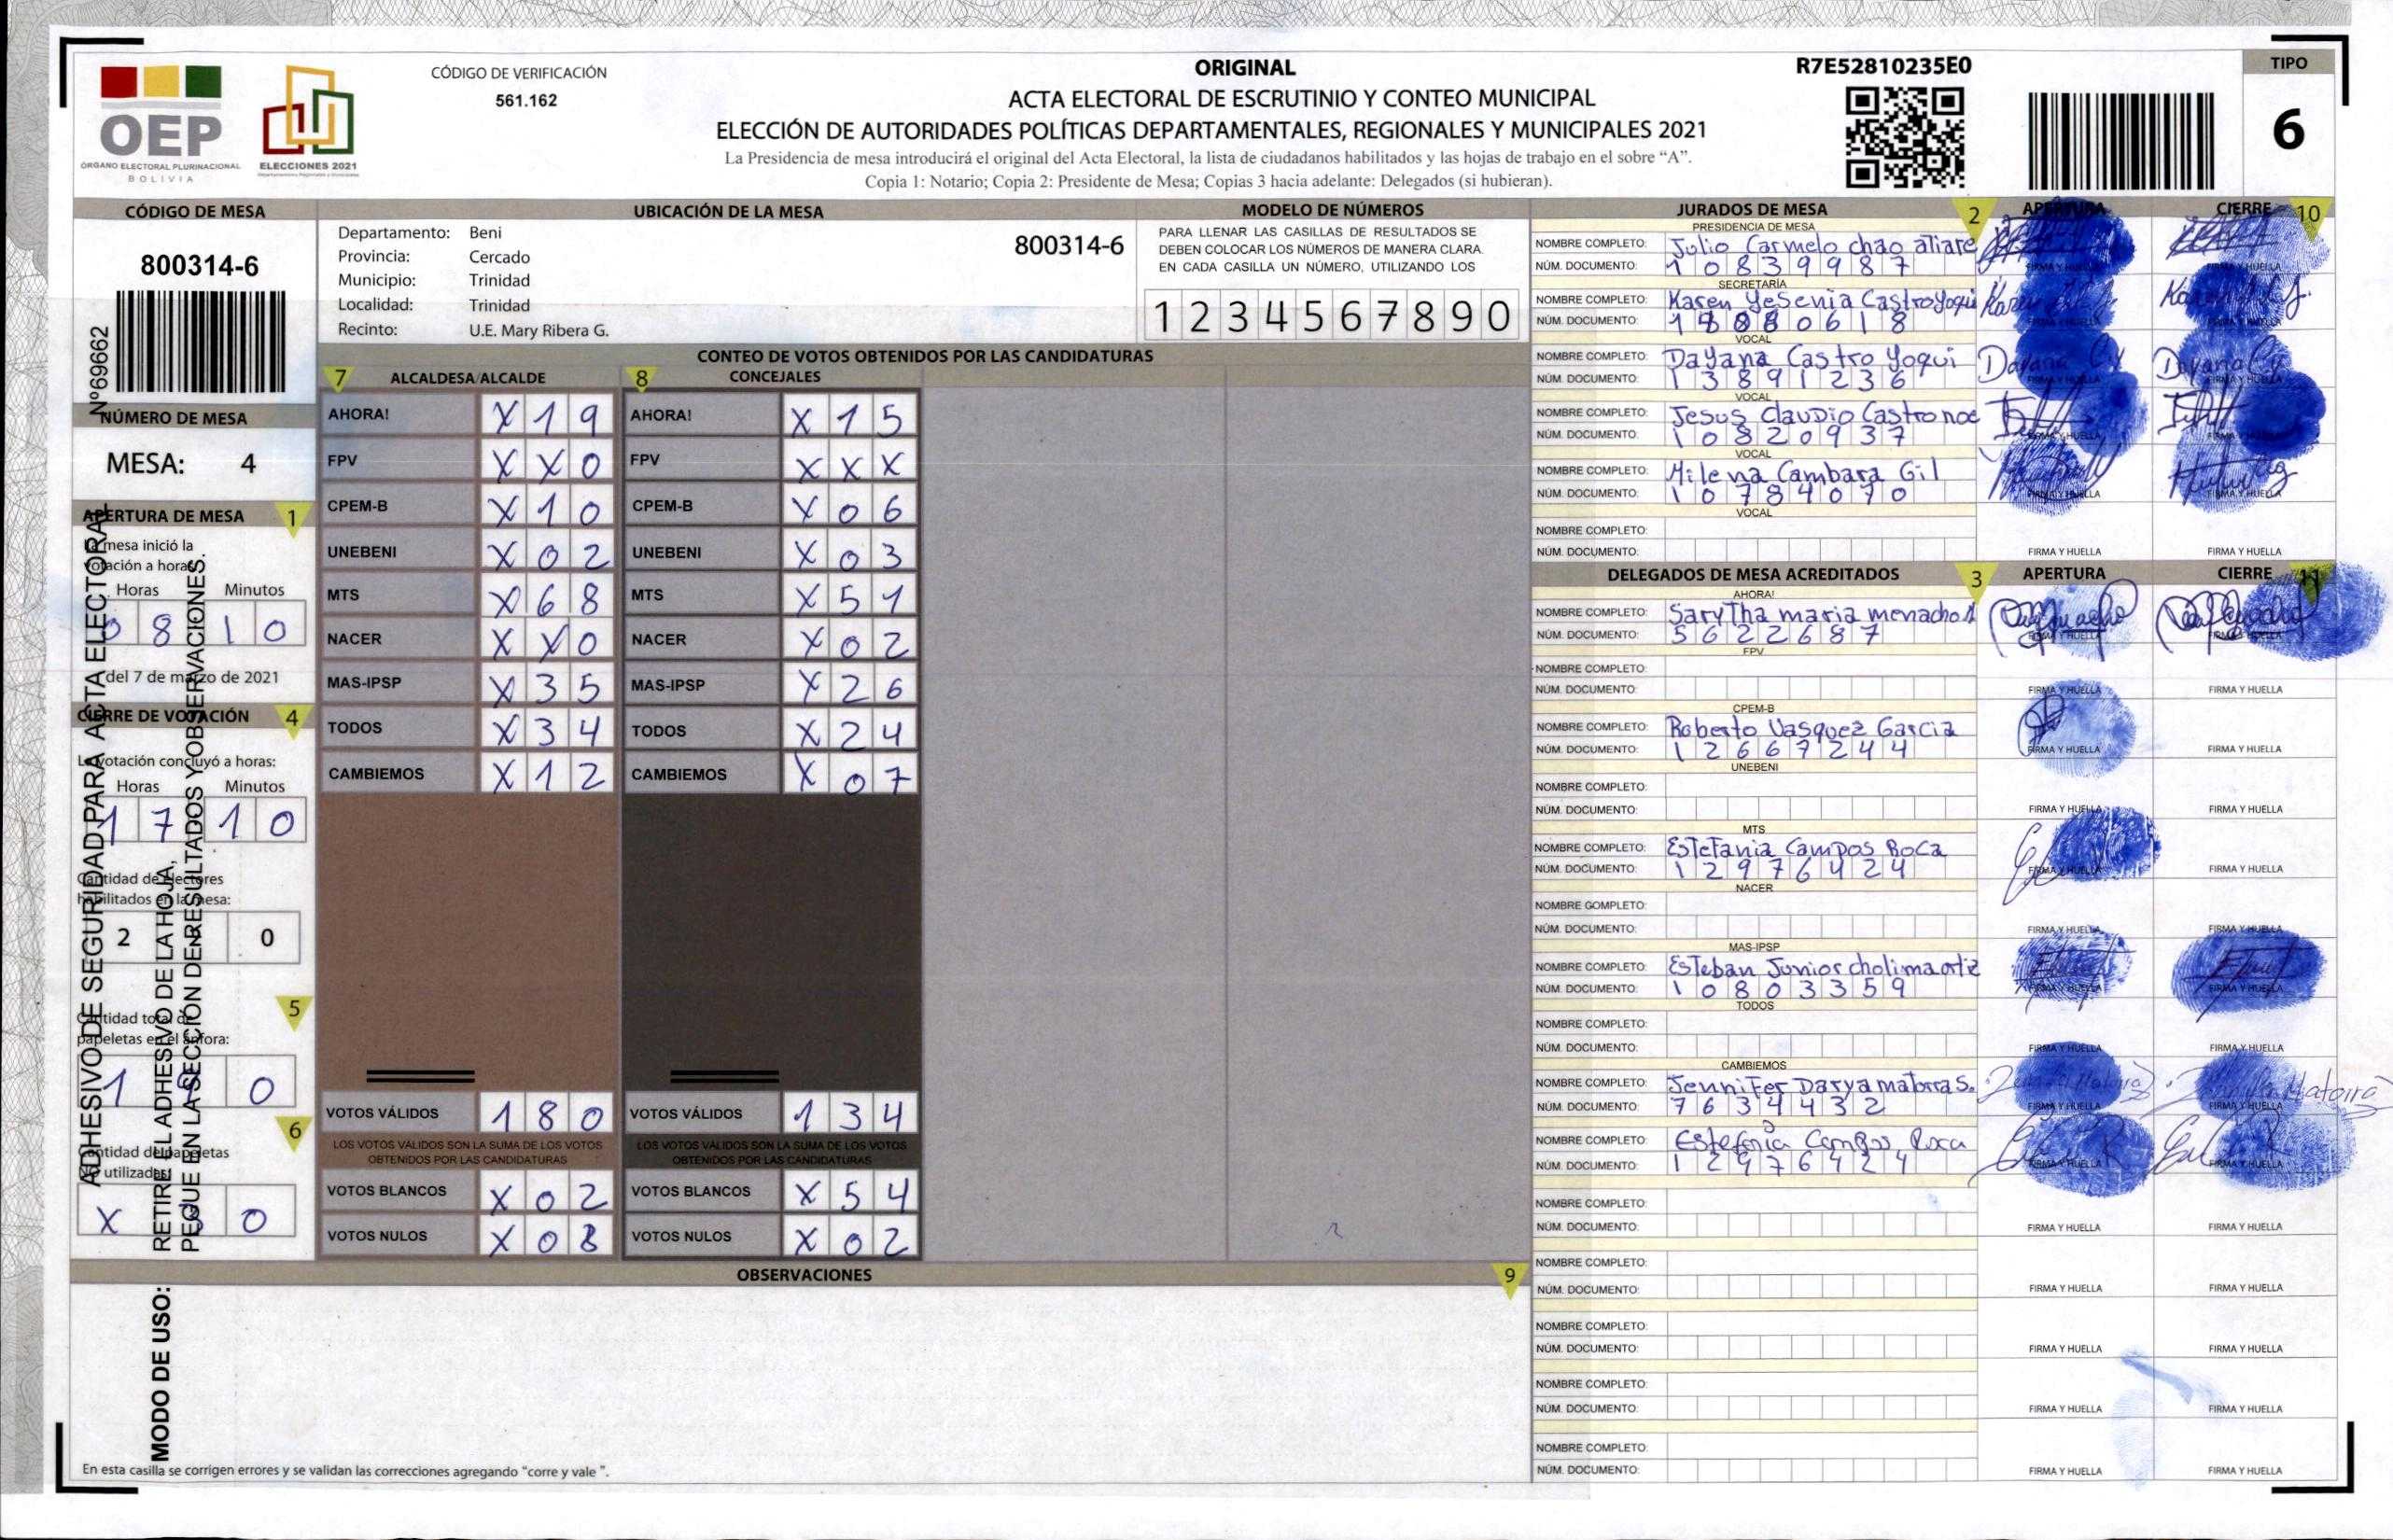 OEP
ÓRGANO ELECTORAL PLURINACIONAL
BOLIVIA
ELECCIONES 2021
CÓDIGO DE VERIFICACIÓN
561.162
ORIGINAL
ACTA ELECTORAL DE ESCRUTINIO Y CONTEO MUNICIPAL
ELECCIÓN DE AUTORIDADES POLÍTICAS DEPARTAMENTALES, REGIONALES Y MUNICIPALES 2021
La Presidencia de mesa introducirá el original del Acta Electoral, la lista de ciudadanos habilitados y las hojas de trabajo en el sobre “A”.
Copia 1: Notario; Copia 2: Presidente de Mesa; Copias 3 hacia adelante: Delegados (si hubieran).
R7E52810235E0
TIPO
6
CÓDIGO DE MESA
800314-6
Nº69662
NÚMERO DE MESA
MESA: 4
APERTURA DE MESA 1
La mesa inició la
votación a horas:
Horas Minutos
0 8 1 0
del 7 de marzo de 2021
CIERRE DE VOTACIÓN 4
La votación concluyó a horas:
Horas Minutos
1 7 1 0
Cantidad de electores
habilitados en la mesa:
2 0
5
Cantidad total de
papeletas en el ánfora:
1 0
6
Cantidad de papeletas
No utilizadas:
X 0
ADHESIVO DE SEGURIDAD PARA ACTA ELECTORAL
MODO DE USO: RETIRE EL ADHESIVO DE LA HOJA,
PEGUE EN LA SECCIÓN DE RESULTADOS Y OBSERVACIONES.
UBICACIÓN DE LA MESA
Departamento: Beni
Provincia: Cercado
Municipio: Trinidad
Localidad: Trinidad
Recinto: U.E. Mary Ribera G.
800314-6
MODELO DE NÚMEROS
PARA LLENAR LAS CASILLAS DE RESULTADOS SE
DEBEN COLOCAR LOS NÚMEROS DE MANERA CLARA.
EN CADA CASILLA UN NÚMERO, UTILIZANDO LOS
1 2 3 4 5 6 7 8 9 0
CONTEO DE VOTOS OBTENIDOS POR LAS CANDIDATURAS
7 ALCALDESA/ALCALDE
AHORA! X 1 9
FPV X X 0
CPEM-B X 1 0
UNEBENI X 0 2
MTS X 6 8
NACER X X 0
MAS-IPSP X 3 5
TODOS X 3 4
CAMBIEMOS X 1 2
VOTOS VÁLIDOS 1 8 0
LOS VOTOS VÁLIDOS SON LA SUMA DE LOS VOTOS
OBTENIDOS POR LAS CANDIDATURAS
VOTOS BLANCOS X 0 2
VOTOS NULOS X 0 8
8 CONCEJALES
AHORA! X 1 5
FPV X X X
CPEM-B X 0 6
UNEBENI X 0 3
MTS X 5 1
NACER X 0 2
MAS-IPSP X 2 6
TODOS X 2 4
CAMBIEMOS X 0 7
VOTOS VÁLIDOS 1 3 4
LOS VOTOS VÁLIDOS SON LA SUMA DE LOS VOTOS
OBTENIDOS POR LAS CANDIDATURAS
VOTOS BLANCOS X 5 4
VOTOS NULOS X 0 2
OBSERVACIONES 9
En esta casilla se corrigen errores y se validan las correcciones agregando “corre y vale ”.
JURADOS DE MESA 2 APERTURA CIERRE 10
PRESIDENCIA DE MESA
NOMBRE COMPLETO: Julio Carmelo chao aliare
NÚM. DOCUMENTO: 1 0 8 3 9 9 8 7
FIRMA Y HUELLA FIRMA Y HUELLA
SECRETARÍA
NOMBRE COMPLETO: Karen Yesenia Castro Yoqui
NÚM. DOCUMENTO:
VOCAL
NOMBRE COMPLETO: Dayana Castro Yoqui
NÚM. DOCUMENTO: 1 3 8 9 1 2 3 6
FIRMA Y HUELLA FIRMA Y HUELLA
VOCAL
NOMBRE COMPLETO: Jesus Claudio Castro noe
NÚM. DOCUMENTO: 1 0 8 2 0 9 3 7
FIRMA Y HUELLA FIRMA Y HUELLA
VOCAL
NOMBRE COMPLETO: Milena Cambara Gil
NÚM. DOCUMENTO: 1 0 7 8 4 0 7 0
FIRMA Y HUELLA FIRMA Y HUELLA
VOCAL
NOMBRE COMPLETO:
NÚM. DOCUMENTO:
FIRMA Y HUELLA FIRMA Y HUELLA
DELEGADOS DE MESA ACREDITADOS 3 APERTURA CIERRE 11
AHORA!
NOMBRE COMPLETO: Sarytha maria menacho
NÚM. DOCUMENTO: 5 6 2 2 6 8 7
FPV
NOMBRE COMPLETO:
NÚM. DOCUMENTO:
FIRMA Y HUELLA FIRMA Y HUELLA
CPEM-B
NOMBRE COMPLETO: Roberto Vasquez Garcia
NÚM. DOCUMENTO: 1 2 6 6 7 2 4 4
FIRMA Y HUELLA FIRMA Y HUELLA
UNEBENI
NOMBRE COMPLETO:
NÚM. DOCUMENTO:
FIRMA Y HUELLA FIRMA Y HUELLA
MTS
NOMBRE COMPLETO: Estefania Campos Roca
NÚM. DOCUMENTO: 1 2 9 7 6 4 2 4
FIRMA Y HUELLA FIRMA Y HUELLA
NACER
NOMBRE COMPLETO:
NÚM. DOCUMENTO:
FIRMA Y HUELLA FIRMA Y HUELLA
MAS-IPSP
NOMBRE COMPLETO: Esteban Junior cholima ortiz
NÚM. DOCUMENTO: 1 0 8 0 3 3 5 9
FIRMA Y HUELLA FIRMA Y HUELLA
TODOS
NOMBRE COMPLETO:
NÚM. DOCUMENTO:
FIRMA Y HUELLA FIRMA Y HUELLA
CAMBIEMOS
NOMBRE COMPLETO: Jennifer Darya matorra S.
NÚM. DOCUMENTO: 7 6 3 4 4 3 2
FIRMA Y HUELLA FIRMA Y HUELLA
NOMBRE COMPLETO: Estefania Campos Roca
NÚM. DOCUMENTO: 1 2 9 7 6 4 2 4
FIRMA Y HUELLA FIRMA Y HUELLA
NOMBRE COMPLETO:
NÚM. DOCUMENTO:
FIRMA Y HUELLA FIRMA Y HUELLA
NOMBRE COMPLETO:
NÚM. DOCUMENTO:
FIRMA Y HUELLA FIRMA Y HUELLA
NOMBRE COMPLETO:
NÚM. DOCUMENTO:
FIRMA Y HUELLA FIRMA Y HUELLA
NOMBRE COMPLETO:
NÚM. DOCUMENTO:
FIRMA Y HUELLA FIRMA Y HUELLA
NOMBRE COMPLETO:
NÚM. DOCUMENTO:
FIRMA Y HUELLA FIRMA Y HUELLA